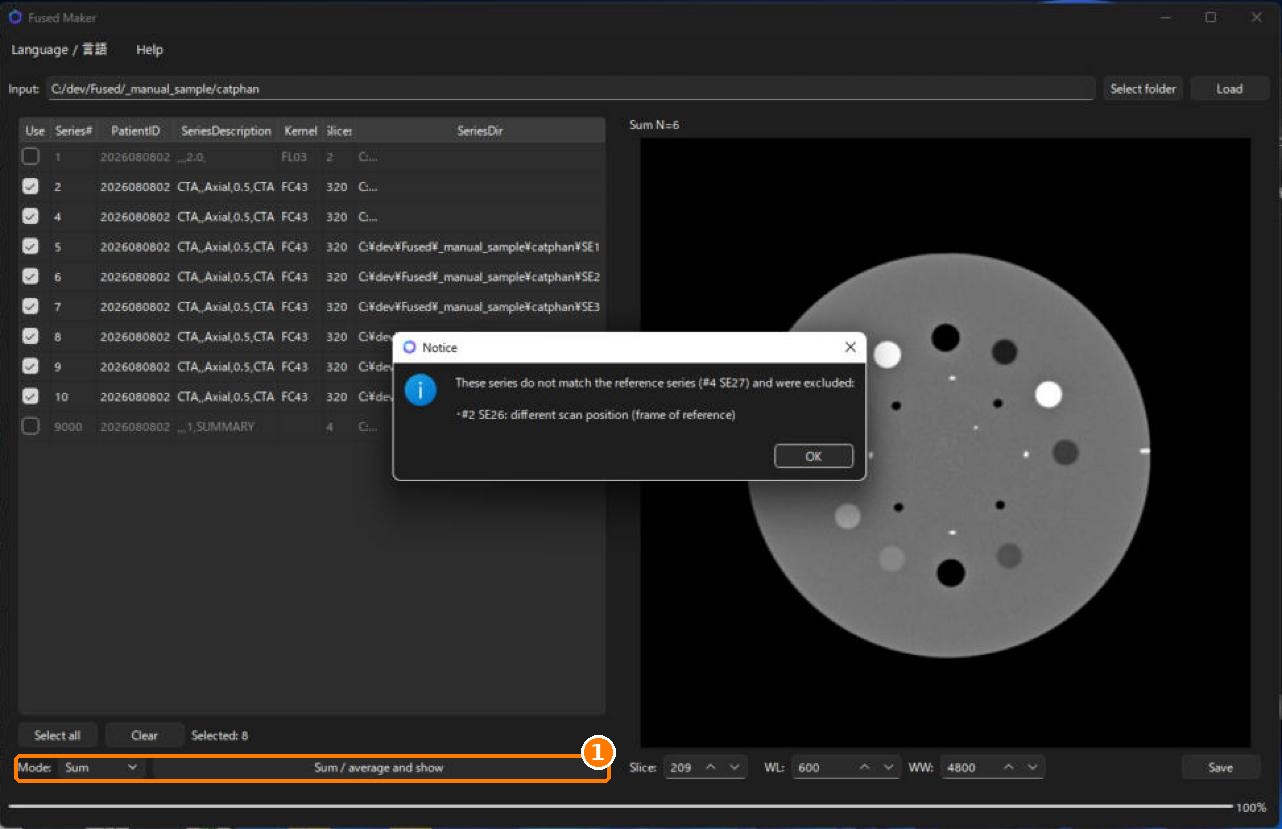 Fused Maker
Language / 言語 Help
Input: C:/dev/Fused/_manual_sample/catphan Select folder Load
Use Series# PatientID SeriesDescription Kernel Slices SeriesDir
Sum N=6
1 2026080802 ,,,2.0, FL03 2 C:...
2 2026080802 CTA,,Axial,0.5,CTA FC43 320 C:...
4 2026080802 CTA,,Axial,0.5,CTA FC43 320 C:...
5 2026080802 CTA,,Axial,0.5,CTA FC43 320 C:¥dev¥Fused¥_manual_sample¥catphan¥SE1
6 2026080802 CTA,,Axial,0.5,CTA FC43 320 C:¥dev¥Fused¥_manual_sample¥catphan¥SE2
7 2026080802 CTA,,Axial,0.5,CTA FC43 320 C:¥dev¥Fused¥_manual_sample¥catphan¥SE3
8 2026080802 CTA,,Axial,0.5,CTA FC43 320 C:¥dev
9 2026080802 CTA,,Axial,0.5,CTA FC43 320 C:¥dev
10 2026080802 CTA,,Axial,0.5,CTA FC43 320 C:¥dev
9000 2026080802 ,,,1,SUMMARY 4 C:...
Notice
These series do not match the reference series (#4 SE27) and were excluded:
・#2 SE26: different scan position (frame of reference)
OK
Select all Clear Selected: 8
1
Mode: Sum Sum / average and show
Slice: 209 WL: 600 WW: 4800 Save
100%